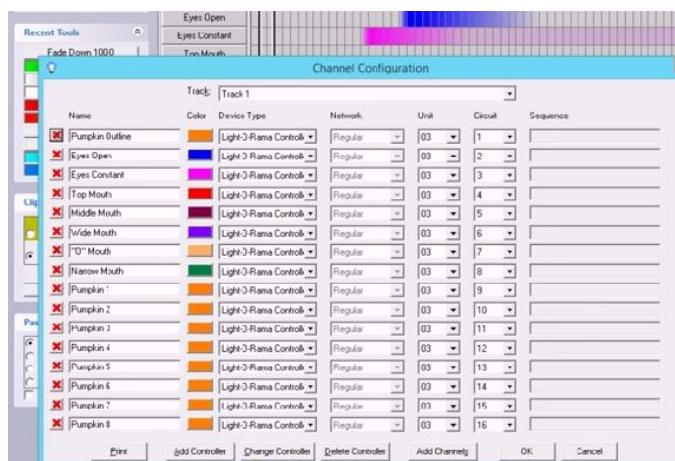 Eyes Open
Recent Tools
Eyes Constant
Fade Down 100 0
Top Mouth
Channel Configuration
Track: Track 1
Name Color Device Type Network Unit Circuit Sequence
Pumpkin Outline Light-O-Rama Controll Regular 03 1
Eyes Open Light-O-Rama Controll Regular 03 2
Eyes Constant Light-O-Rama Controll Regular 03 3
Top Mouth Light-O-Rama Controll Regular 03 4
Middle Mouth Light-O-Rama Controll Regular 03 5
Wide Mouth Light-O-Rama Controll Regular 03 6
"O" Mouth Light-O-Rama Controll Regular 03 7
Narrow Mouth Light-O-Rama Controll Regular 03 8
Pumpkin 1 Light-O-Rama Controll Regular 03 9
Pumpkin 2 Light-O-Rama Controll Regular 03 10
Pumpkin 3 Light-O-Rama Controll Regular 03 11
Pumpkin 4 Light-O-Rama Controll Regular 03 12
Pumpkin 5 Light-O-Rama Controll Regular 03 13
Pumpkin 6 Light-O-Rama Controll Regular 03 14
Pumpkin 7 Light-O-Rama Controll Regular 03 15
Pumpkin 8 Light-O-Rama Controll Regular 03 16
Print Add Controller Change Controller Delete Controller Add Channels OK Cancel